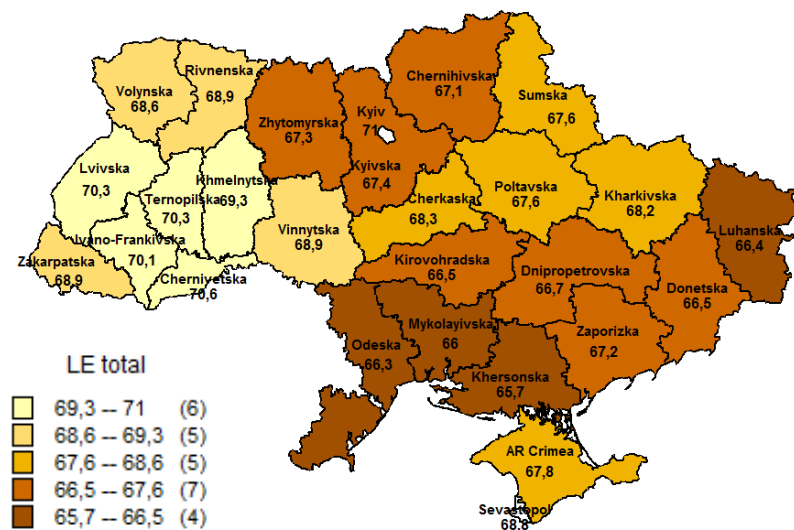 Rivnenska
68,9
Volynska
68,6
Chernihivska
67,1
Sumska
67,6
Zhytomyrska
67,3
Kyiv
71
Kyivska
67,4
Lvivska
70,3
Ternopilska
70,3
Khmelnytska
69,3
Ivano-Frankivska
70,1
Zakarpatska
68,9
Chernivetska
70,6
Vinnytska
68,9
Cherkaska
68,3
Poltavska
67,6
Kharkivska
68,2
Luhanska
66,4
Kirovohradska
66,5
Dnipropetrovska
66,7
Donetska
66,5
Zaporizka
67,2
Mykolayivska
66
Odeska
66,3
Khersonska
65,7
AR Crimea
67,8
Sevastopol
68.8
LE total
69,3 -- 71 (6)
68,6 -- 69,3 (5)
67,6 -- 68,6 (5)
66,5 -- 67,6 (7)
65,7 -- 66,5 (4)